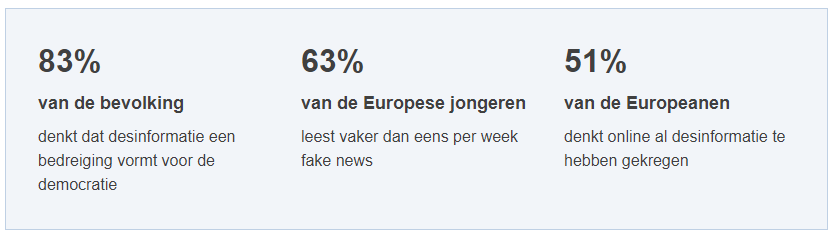 83%
van de bevolking
denkt dat desinformatie een
bedreiging vormt voor de
democratie
63%
van de Europese jongeren
leest vaker dan eens per week
fake news
51%
van de Europeanen
denkt online al desinformatie te
hebben gekregen